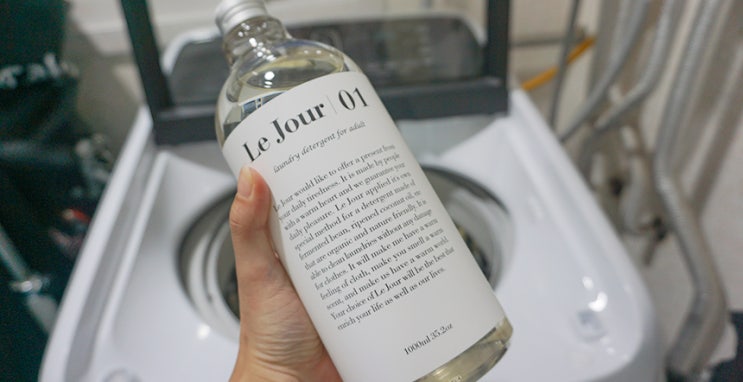 Le Jour | 01
laundry detergent for adult
Le Jour would like to offer a present from
your daily tiredness. It is made by people
with a warm heart and we guarantee your
daily pleasure. Le Jour applied it's own
special method for a detergent made of
fermented bean, ripened coconut oil, etc
that are organic and nature friendly. It is
able to clean laundries without any damage
for clothes. It will make me have a warm
feeling of cloth, make you smell a warm
scent, and make us have a warm world.
Your choice of Le Jour will be the best that
enrich your life as well as our lives.
1000ml 35.2oz